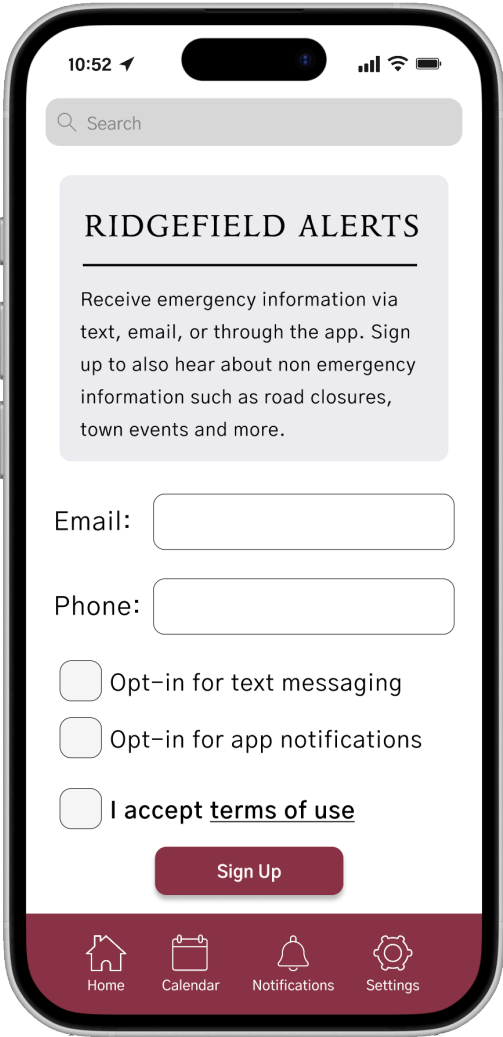 10:52
Search
RIDGEFIELD ALERTS
Receive emergency information via
text, email, or through the app. Sign
up to also hear about non emergency
information such as road closures,
town events and more.
Email:
Phone:
Opt-in for text messaging
Opt-in for app notifications
I accept terms of use
Sign Up
Home Calendar Notifications Settings